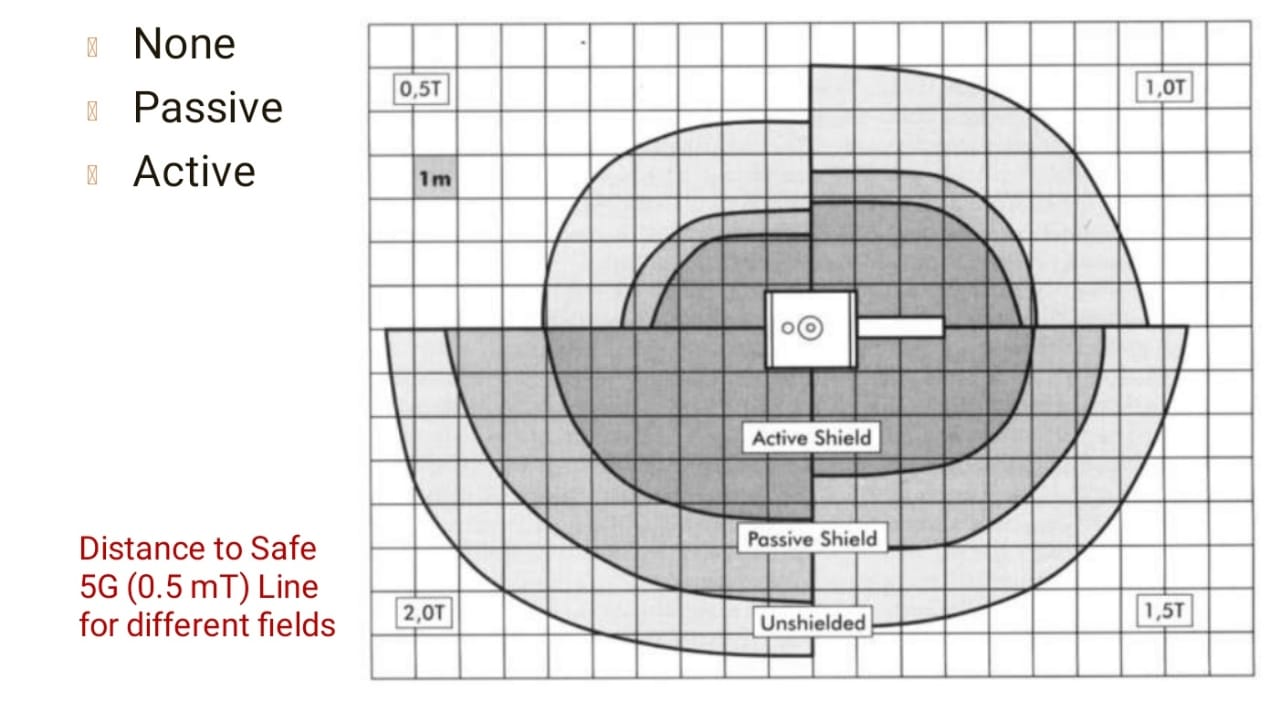 None
Passive
Active
0,5T
1,0T
1m
Active Shield
Passive Shield
Unshielded
2,0T
1,5T
Distance to Safe
5G (0.5 mT) Line
for different fields